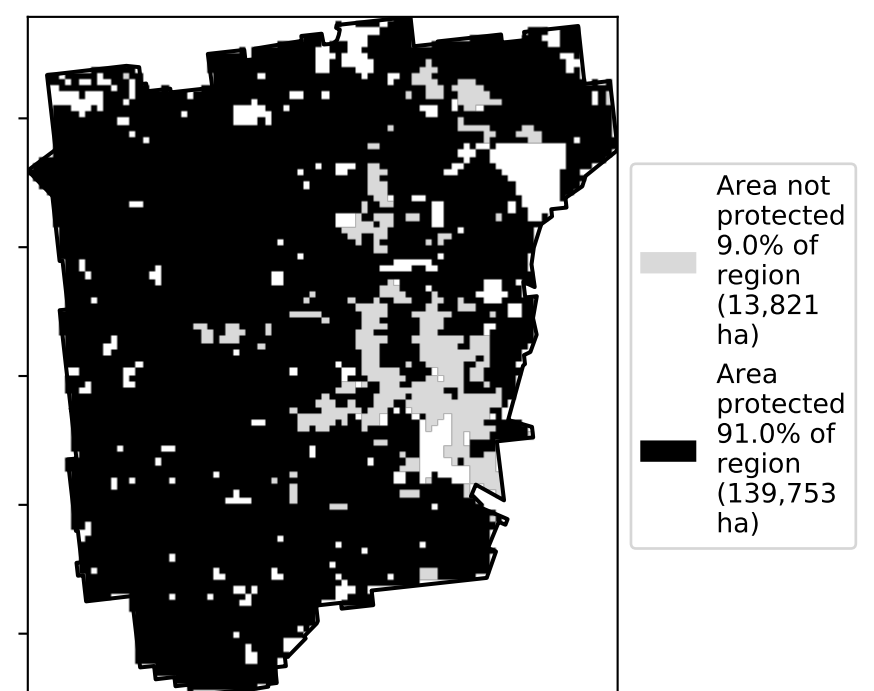 Area not
protected
9.0% of
region
(13,821
ha)
Area
protected
91.0% of
region
(139,753
ha)